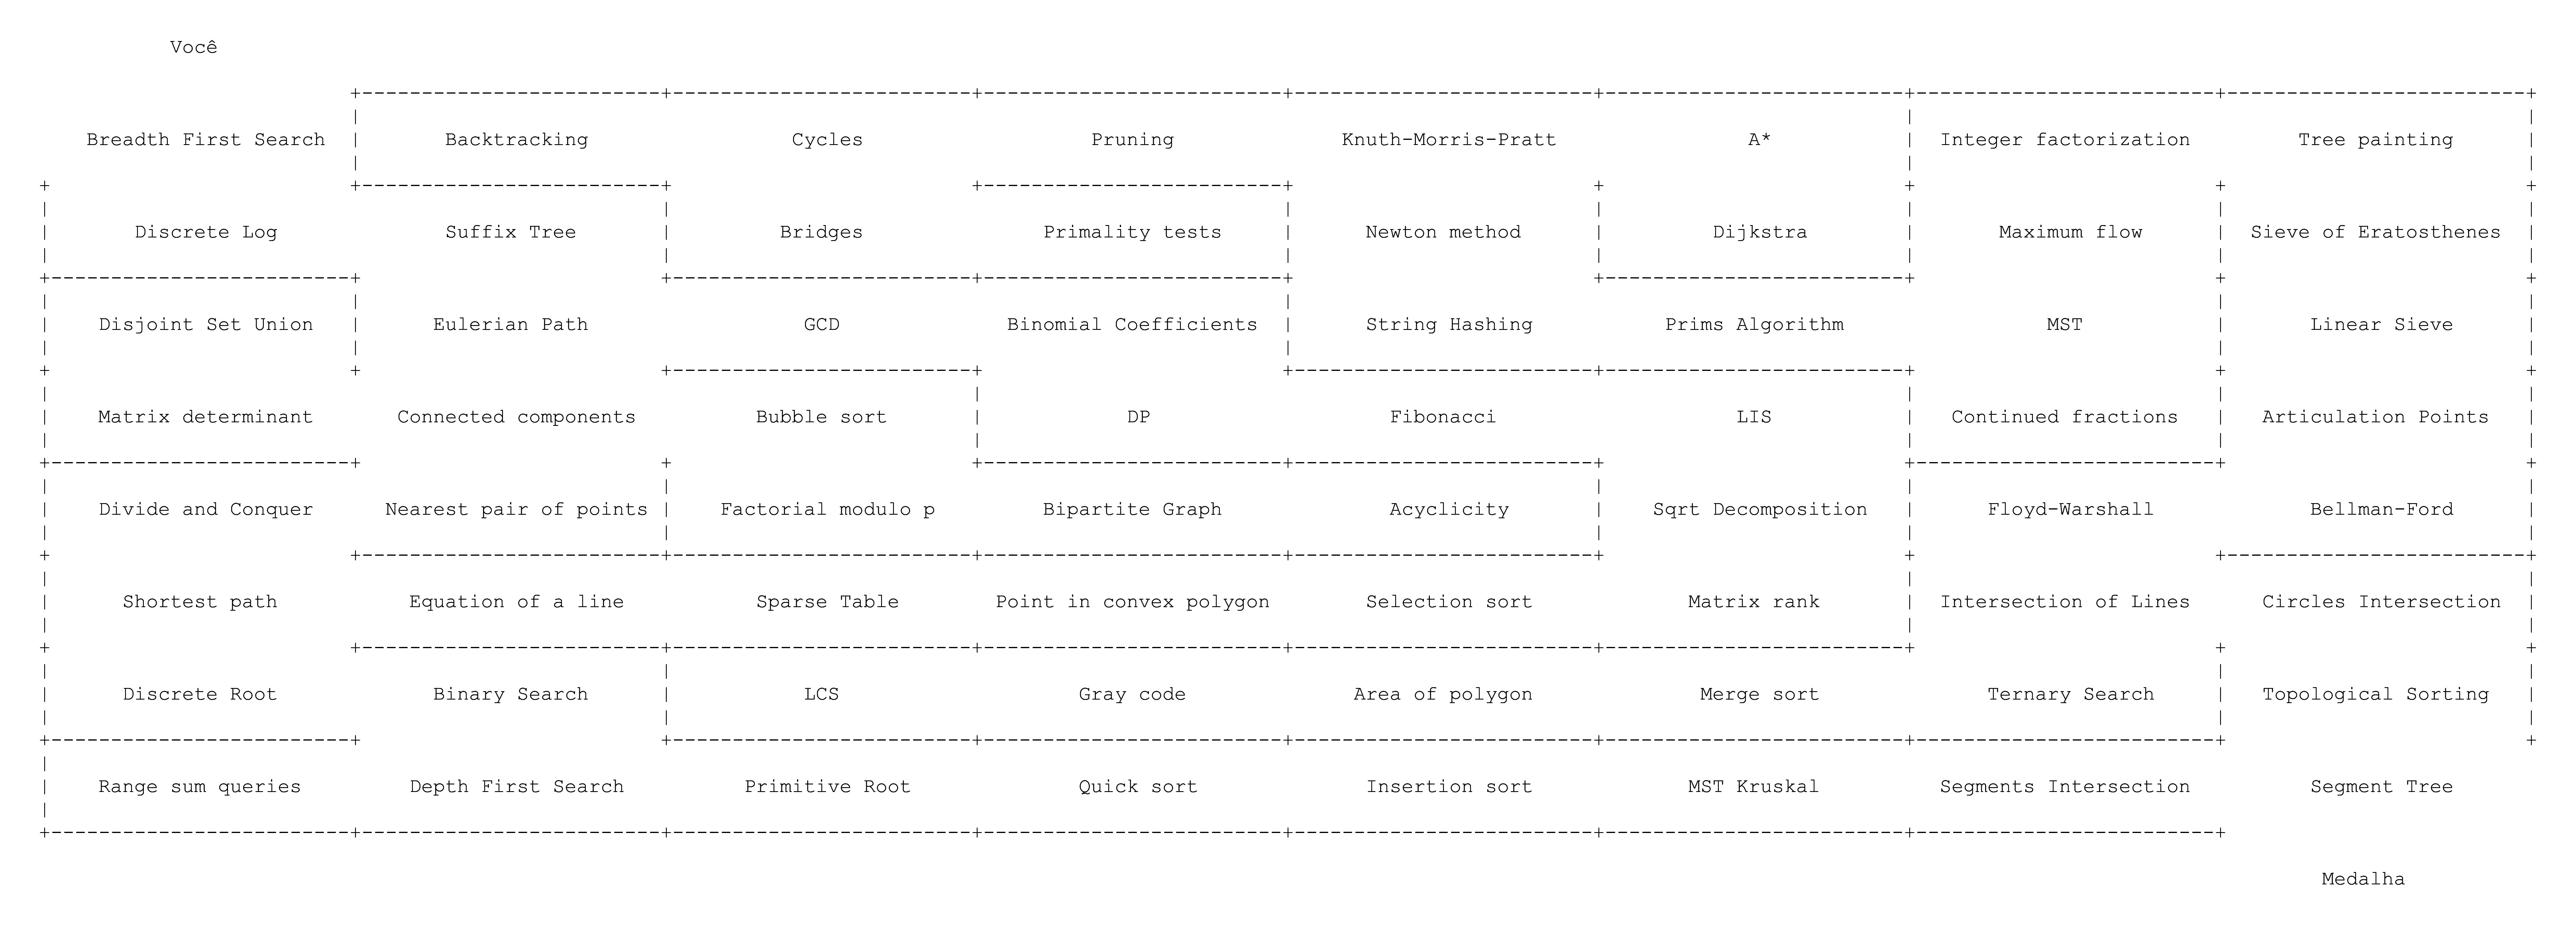 Você
Breadth First Search Backtracking Cycles Pruning Knuth-Morris-Pratt A* Integer factorization Tree painting
Discrete Log Suffix Tree Bridges Primality tests Newton method Dijkstra Maximum flow Sieve of Eratosthenes
Disjoint Set Union Eulerian Path GCD Binomial Coefficients String Hashing Prims Algorithm MST Linear Sieve
Matrix determinant Connected components Bubble sort DP Fibonacci LIS Continued fractions Articulation Points
Divide and Conquer Nearest pair of points Factorial modulo p Bipartite Graph Acyclicity Sqrt Decomposition Floyd-Warshall Bellman-Ford
Shortest path Equation of a line Sparse Table Point in convex polygon Selection sort Matrix rank Intersection of Lines Circles Intersection
Discrete Root Binary Search LCS Gray code Area of polygon Merge sort Ternary Search Topological Sorting
Range sum queries Depth First Search Primitive Root Quick sort Insertion sort MST Kruskal Segments Intersection Segment Tree
Medalha